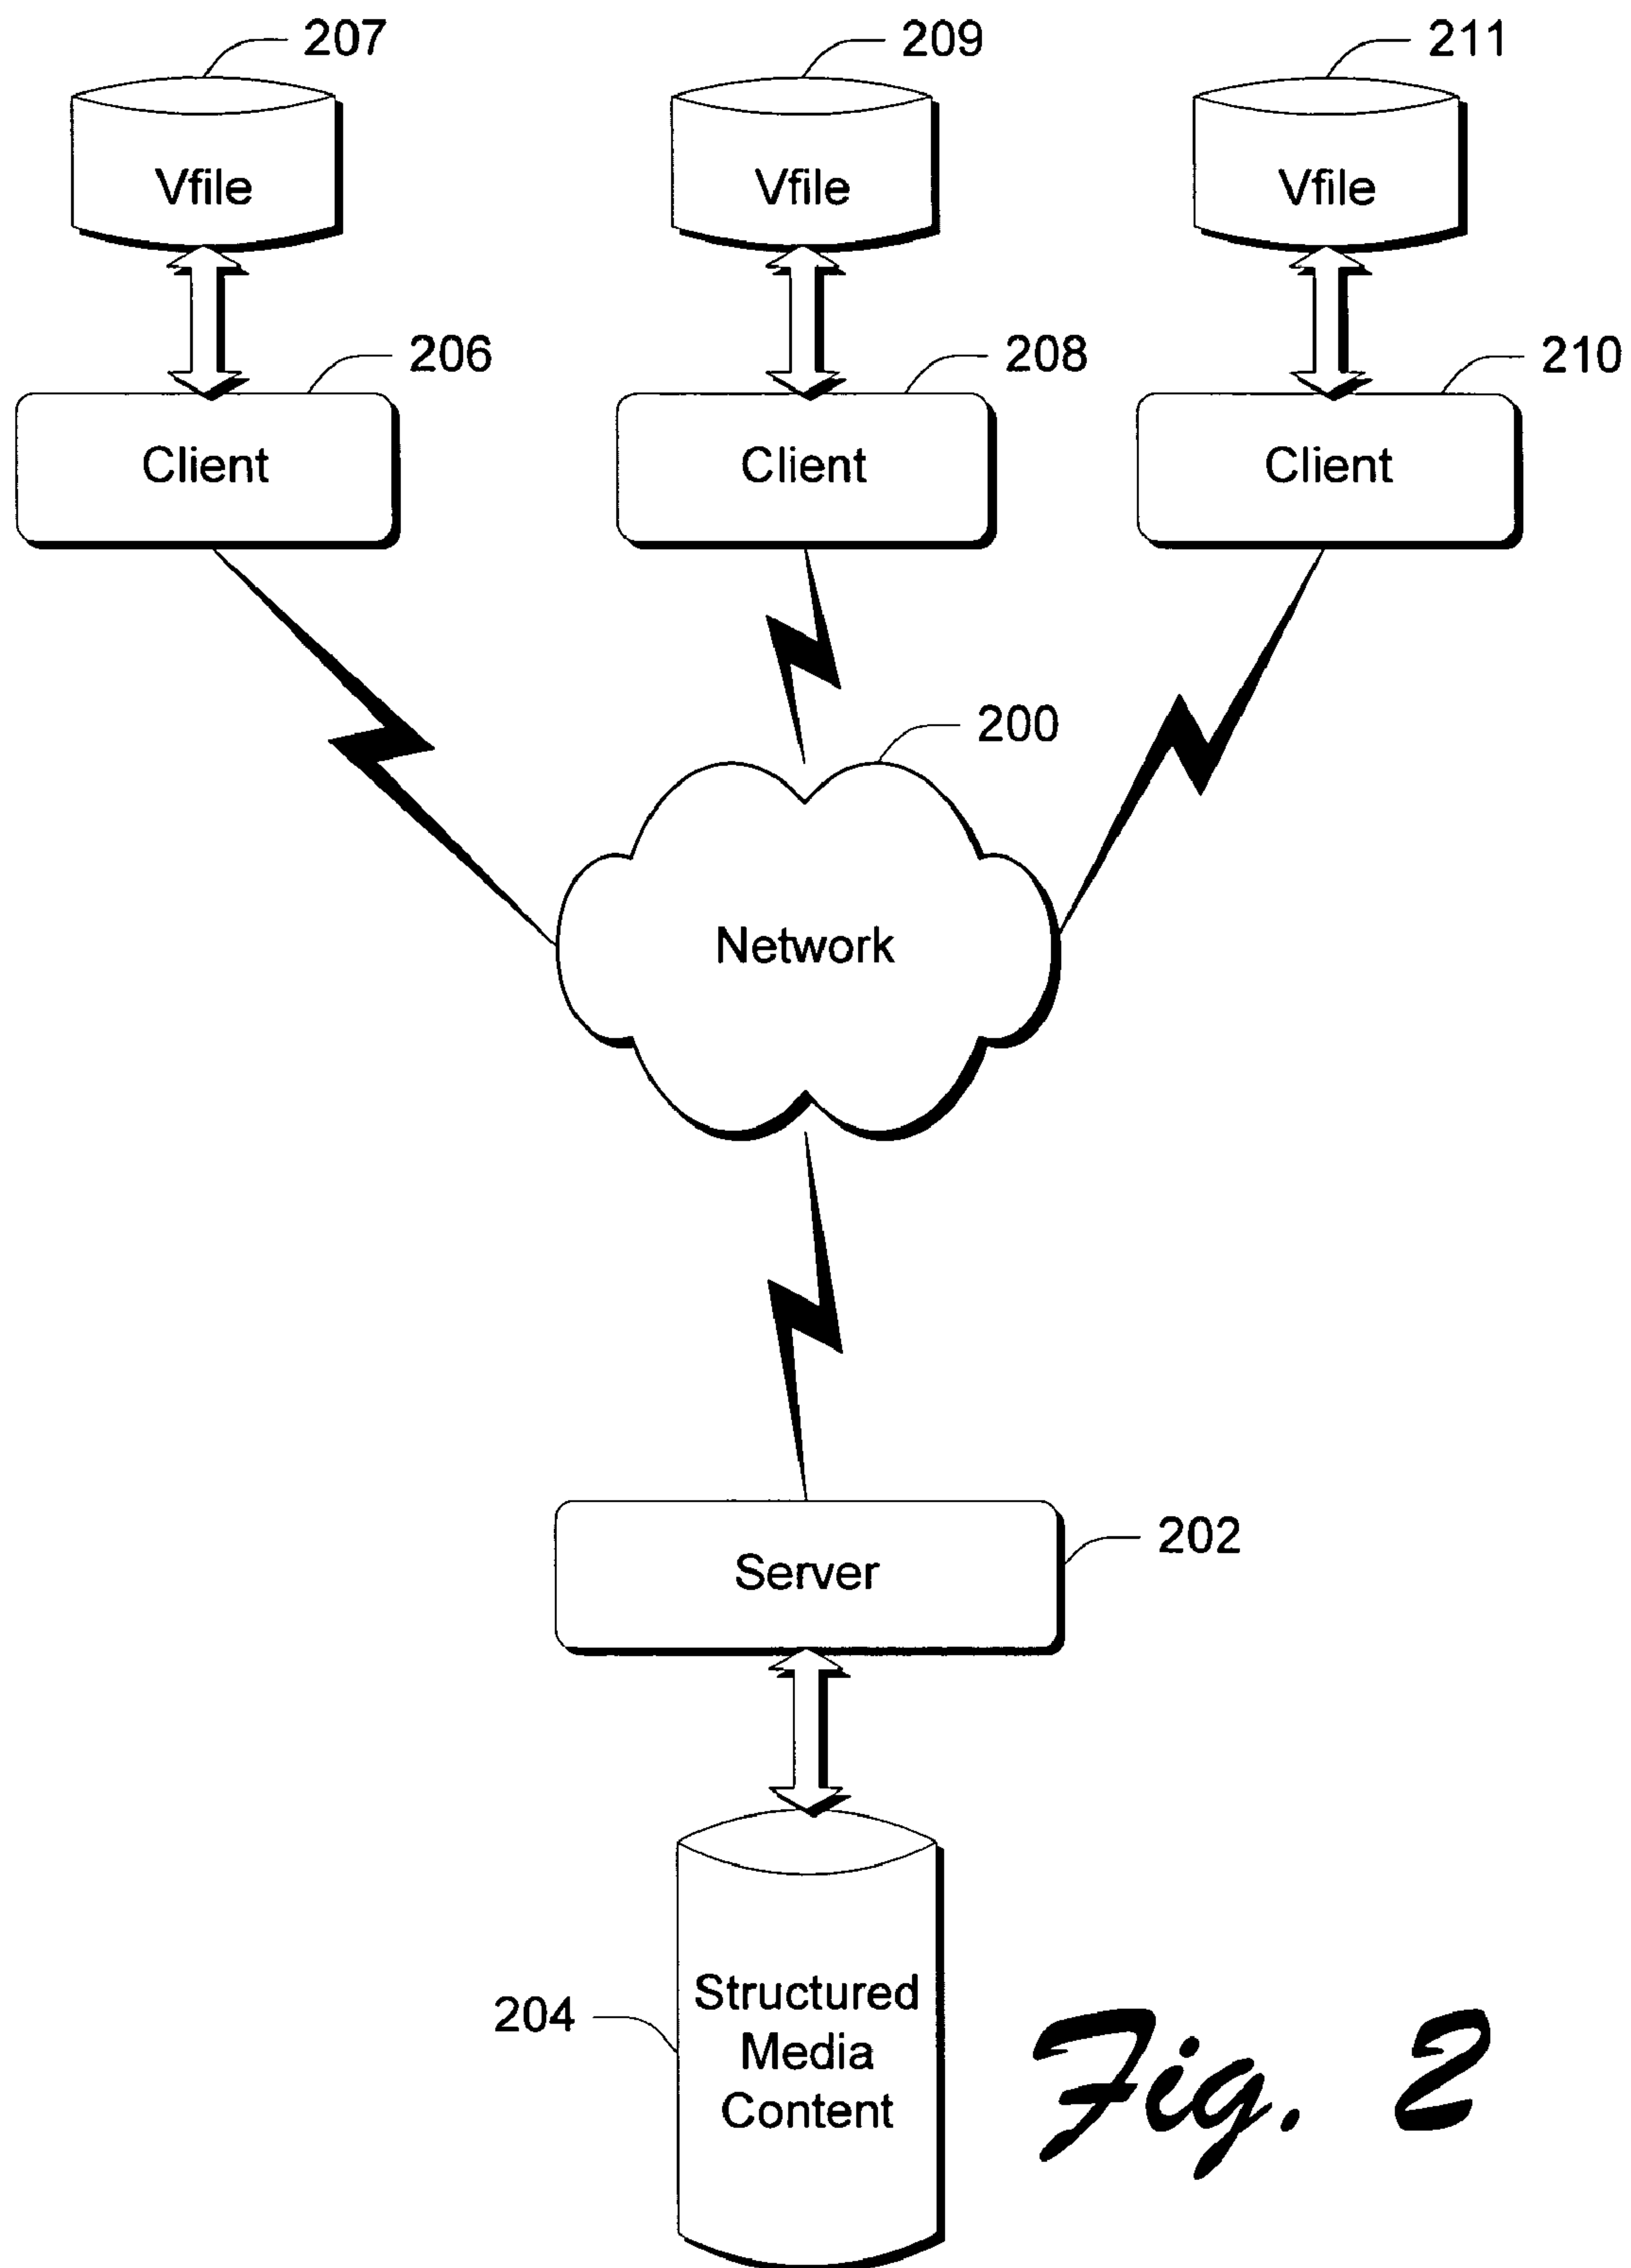 207
209
211
Vfile
Vfile
Vfile
206
208
210
Client
Client
Client
200
Network
202
Server
204
Structured
Media
Content
Fig. 2